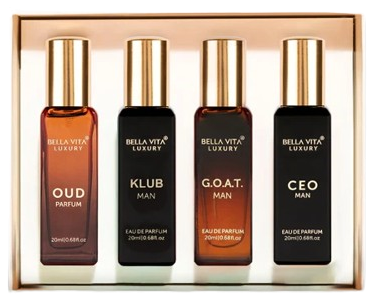 BELLA VITA®
LUXURY
OUD
PARFUM
20ml|0.68fl.oz
BELLA VITA®
LUXURY
KLUB
MAN
EAU DE PARFUM
20ml|0.68fl.oz
BELLA VITA®
LUXURY
G.O.A.T.
MAN
EAU DE PARFUM
20ml|0.68fl.oz
BELLA VITA®
LUXURY
CEO
MAN
EAU DE PARFUM
20ml|0.68fl.oz